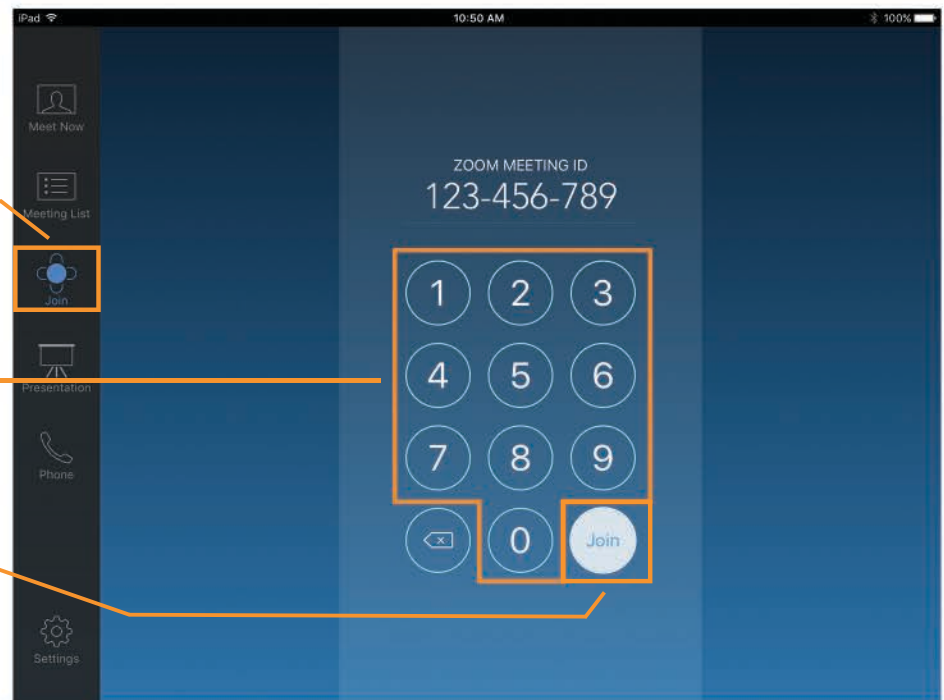 iPad 10:50 AM 100%
Meet Now
Meeting List
Join
Presentation
Phone
Settings
ZOOM MEETING ID
123-456-789
1 2 3
4 5 6
7 8 9
0 Join